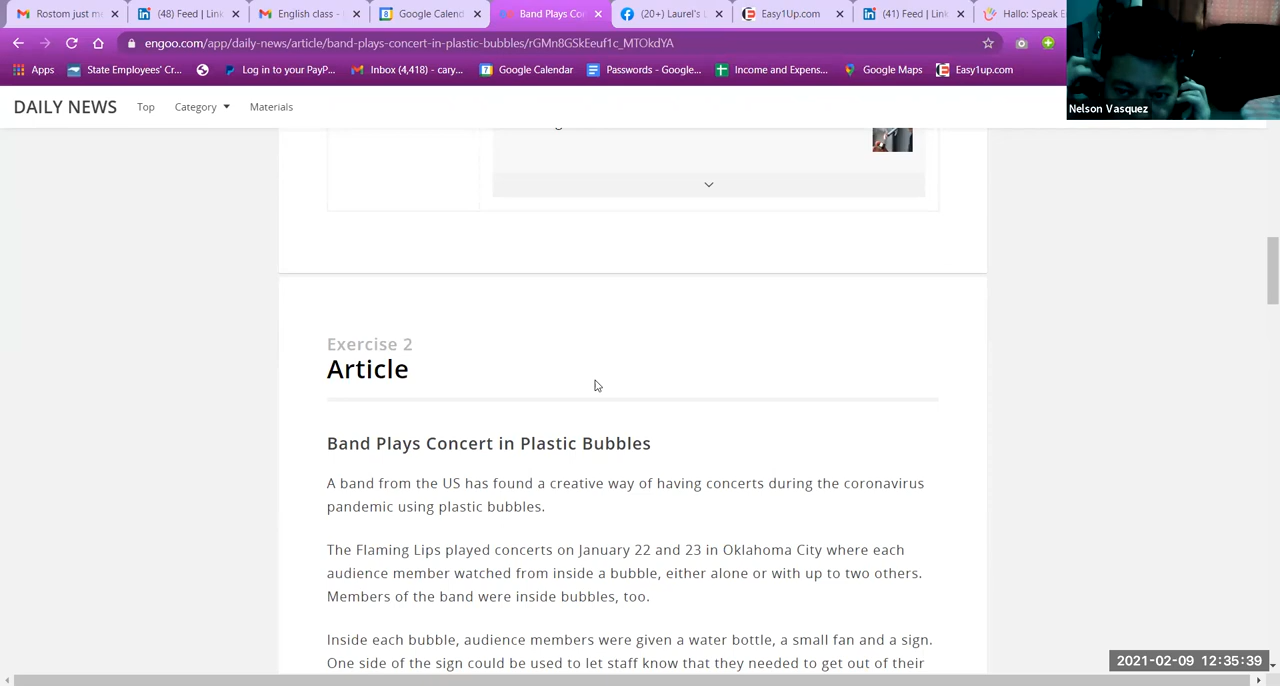 Rostom just m
(48) Feed | Link
English class -
Google Calend
Band Plays Con
(20+) Laurel's L
Easy1Up.com
(41) Feed | Link
Hallo: Speak E
engoo.com/app/daily-news/article/band-plays-concert-in-plastic-bubbles/rGMn8GSkEeuf1c_MTOkdYA
Apps
State Employees' Cr...
Log in to your PayP...
Inbox (4,418) - cary...
Google Calendar
Passwords - Google...
Income and Expens...
Google Maps
Easy1up.com
Nelson Vasquez
DAILY NEWS Top Category Materials
Exercise 2
Article
Band Plays Concert in Plastic Bubbles
A band from the US has found a creative way of having concerts during the coronavirus
pandemic using plastic bubbles.
The Flaming Lips played concerts on January 22 and 23 in Oklahoma City where each
audience member watched from inside a bubble, either alone or with up to two others.
Members of the band were inside bubbles, too.
Inside each bubble, audience members were given a water bottle, a small fan and a sign.
One side of the sign could be used to let staff know that they needed to get out of their
2021-02-09 12:35:39